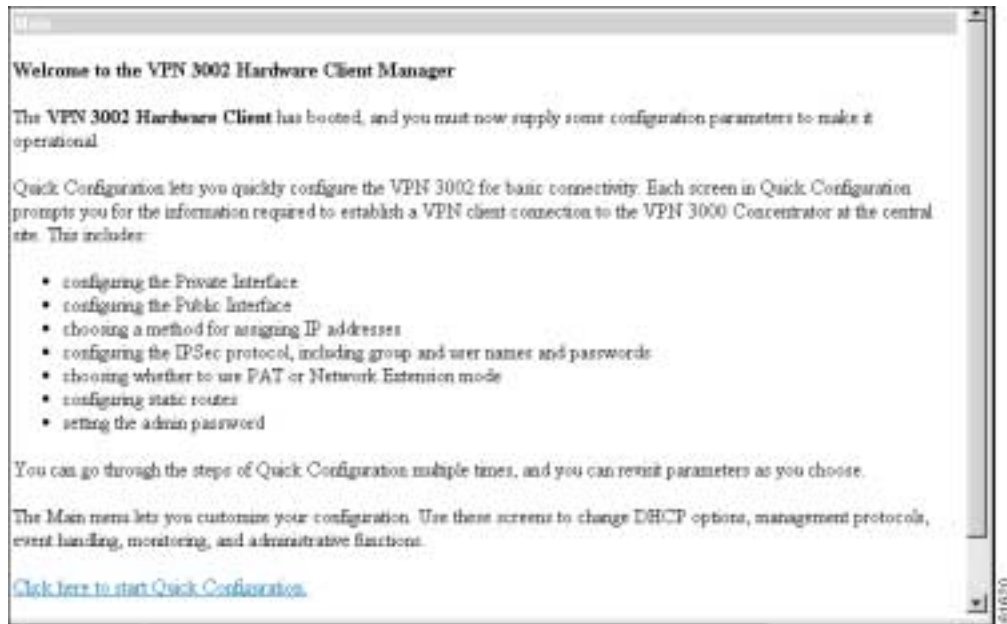 Main
Welcome to the VPN 3002 Hardware Client Manager
The VPN 3002 Hardware Client has booted, and you must now supply some configuration parameters to make it
operational.
Quick Configuration lets you quickly configure the VPN 3002 for basic connectivity. Each screen in Quick Configuration
prompts you for the information required to establish a VPN client connection to the VPN 3000 Concentrator at the central
site. This includes:
• configuring the Private Interface
• configuring the Public Interface
• choosing a method for assigning IP addresses
• configuring the IPSec protocol, including group and user names and passwords
• choosing whether to use PAT or Network Extension mode
• configuring static routes
• setting the admin password
You can go through the steps of Quick Configuration multiple times, and you can revisit parameters as you choose.
The Main menu lets you customize your configuration. Use these screens to change DHCP options, management protocols,
event handling, monitoring, and administrative functions.
Click here to start Quick Configuration.